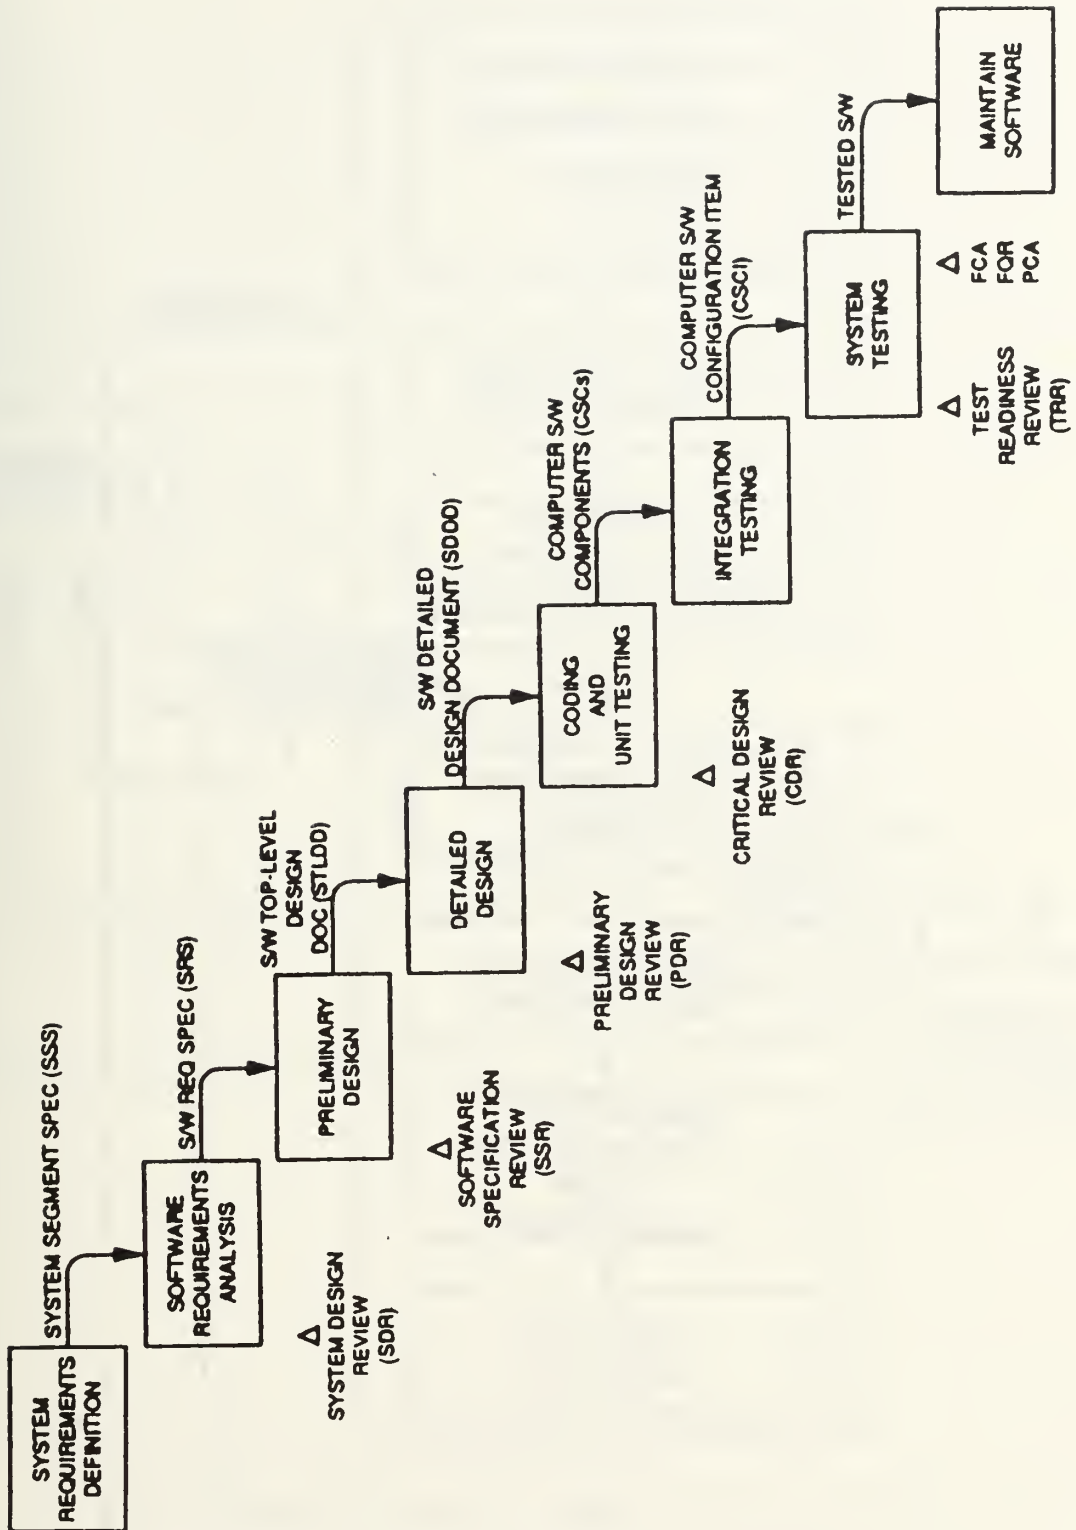 SYSTEM
REQUIREMENTS
DEFINITION
SYSTEM SEGMENT SPEC (SSS)
SOFTWARE
REQUIREMENTS
ANALYSIS
S/W REQ SPEC (SRS)
SYSTEM DESIGN
REVIEW
(SDR)
PRELIMINARY
DESIGN
S/W TOP-LEVEL
DESIGN
DOC (STLDD)
SOFTWARE
SPECIFICATION
REVIEW
(SSR)
DETAILED
DESIGN
S/W DETAILED
DESIGN DOCUMENT (SDDD)
PRELIMINARY
DESIGN
REVIEW
(PDR)
CODING
AND
UNIT TESTING
COMPUTER S/W
COMPONENTS (CSCs)
CRITICAL DESIGN
REVIEW
(CDR)
INTEGRATION
TESTING
COMPUTER S/W
CONFIGURATION ITEM
(CSCI)
SYSTEM
TESTING
TESTED S/W
TEST
READINESS
REVIEW
(TRR)
FCA
FQR
PCA
MAINTAIN
SOFTWARE